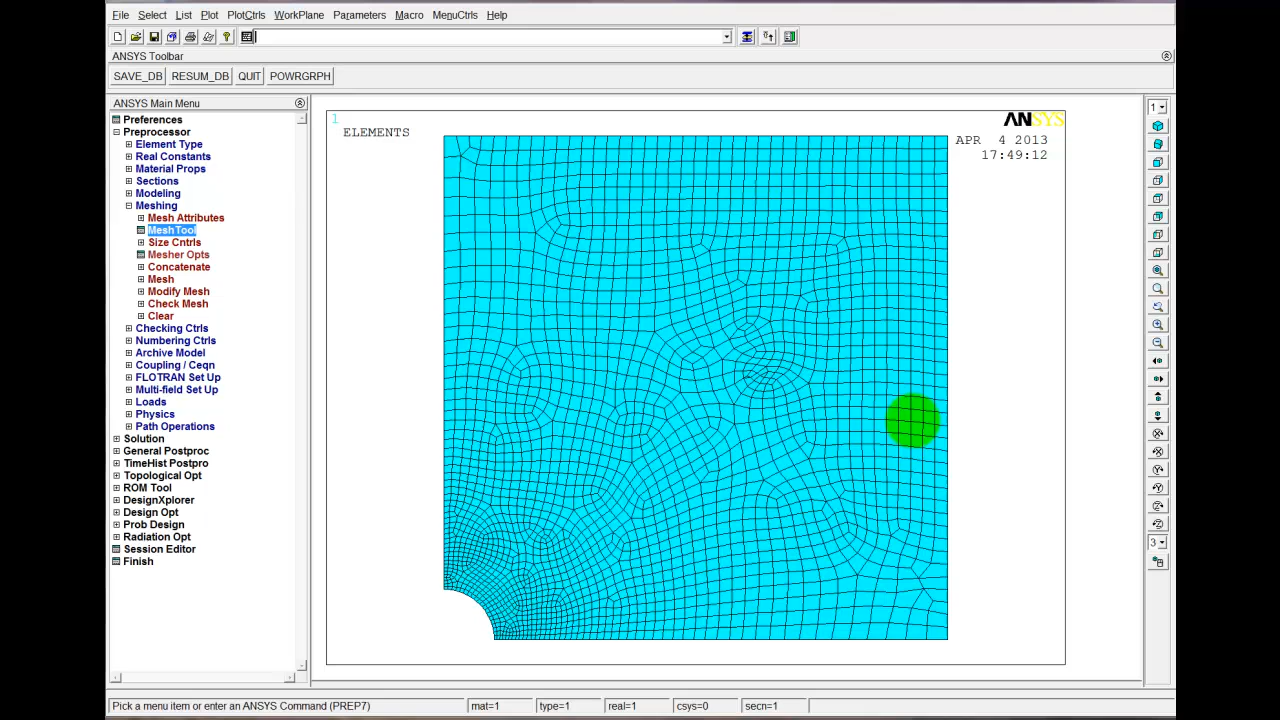 File Select List Plot PlotCtrls WorkPlane Parameters Macro MenuCtrls Help
ANSYS Toolbar
SAVE_DB RESUM_DB QUIT POWRGRPH
ANSYS Main Menu
Preferences
Preprocessor
Element Type
Real Constants
Material Props
Sections
Modeling
Meshing
Mesh Attributes
MeshTool
Size Cntrls
Mesher Opts
Concatenate
Mesh
Modify Mesh
Check Mesh
Clear
Checking Ctrls
Numbering Ctrls
Archive Model
Coupling / Ceqn
FLOTRAN Set Up
Multi-field Set Up
Loads
Physics
Path Operations
Solution
General Postproc
TimeHist Postpro
Topological Opt
ROM Tool
DesignXplorer
Design Opt
Prob Design
Radiation Opt
Session Editor
Finish
1
ELEMENTS
ANSYS
APR 4 2013
17:49:12
1
3
Pick a menu item or enter an ANSYS Command (PREP7) mat=1 type=1 real=1 csys=0 secn=1